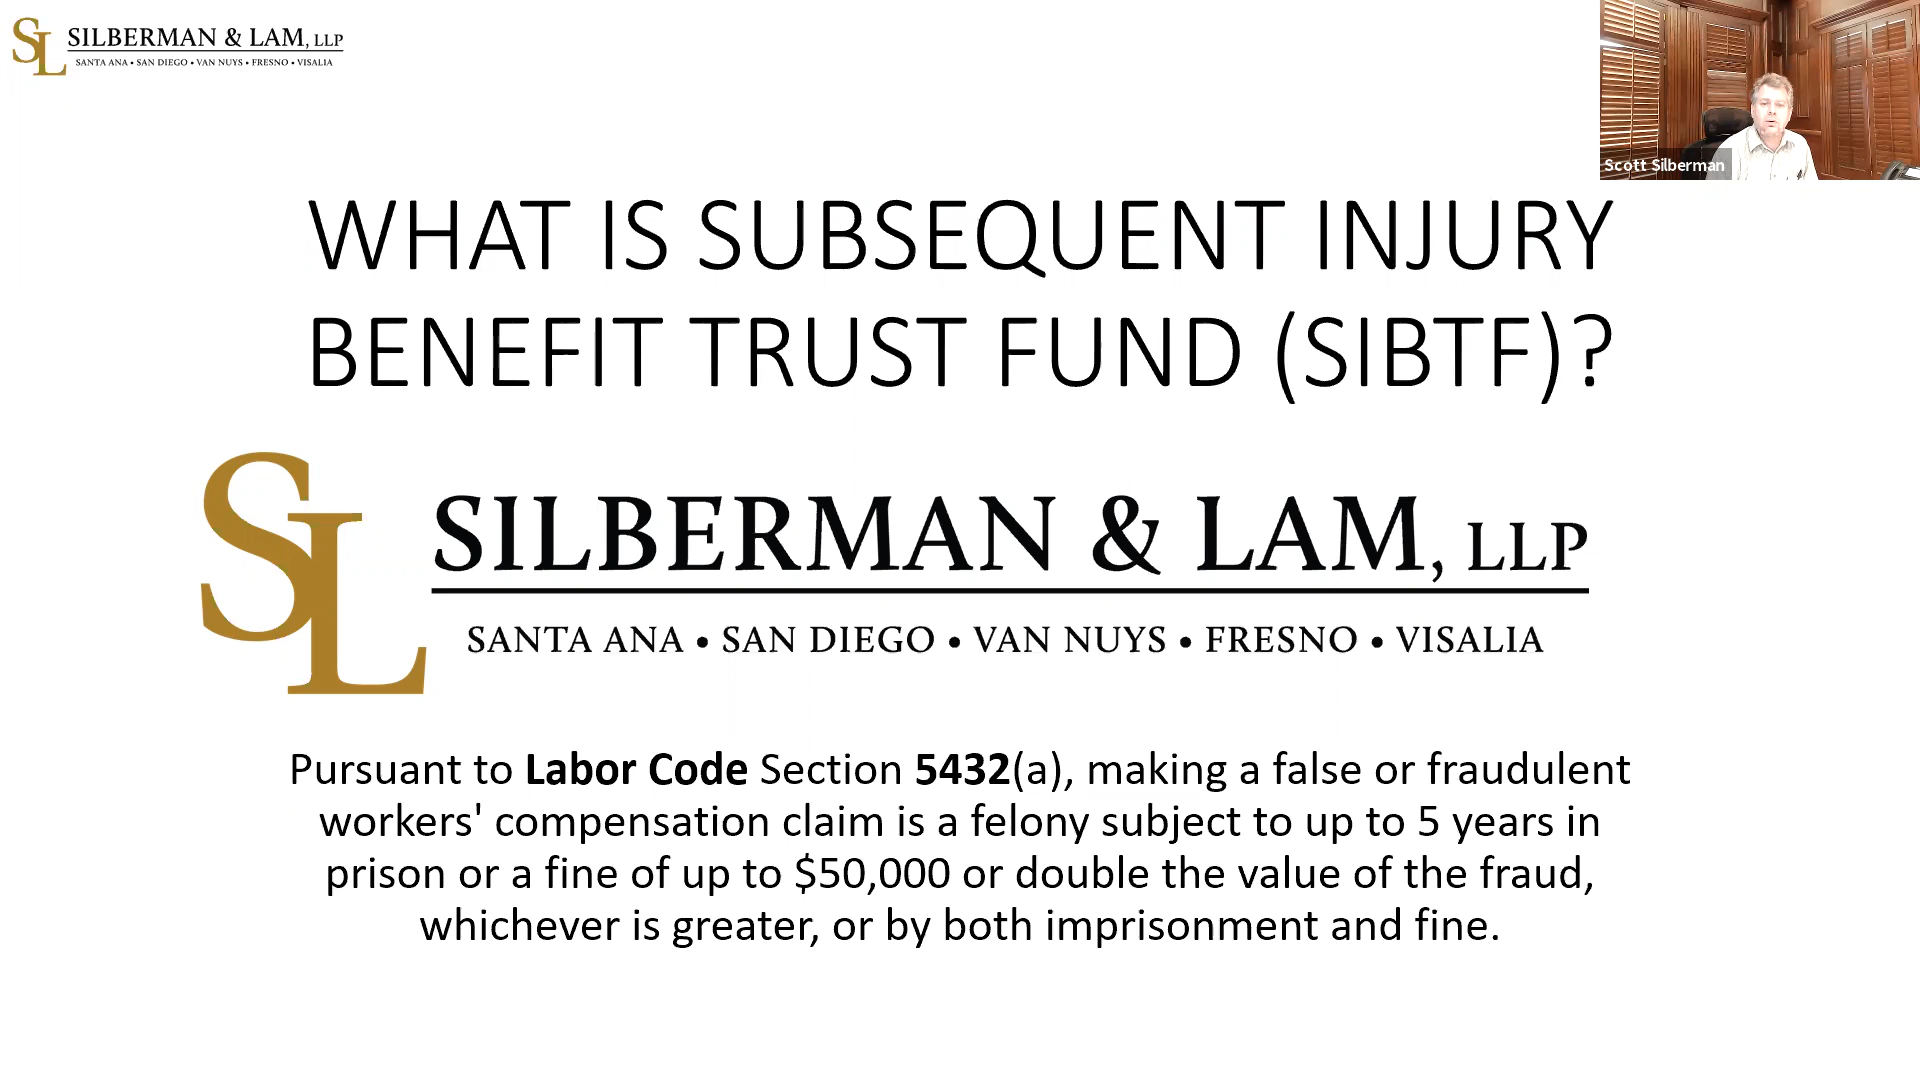 SL SILBERMAN & LAM, LLP
SANTA ANA • SAN DIEGO • VAN NUYS • FRESNO • VISALIA
Scott Silberman
WHAT IS SUBSEQUENT INJURY
BENEFIT TRUST FUND (SIBTF)?
SL SILBERMAN & LAM, LLP
SANTA ANA • SAN DIEGO • VAN NUYS • FRESNO • VISALIA
Pursuant to Labor Code Section 5432(a), making a false or fraudulent
workers' compensation claim is a felony subject to up to 5 years in
prison or a fine of up to $50,000 or double the value of the fraud,
whichever is greater, or by both imprisonment and fine.